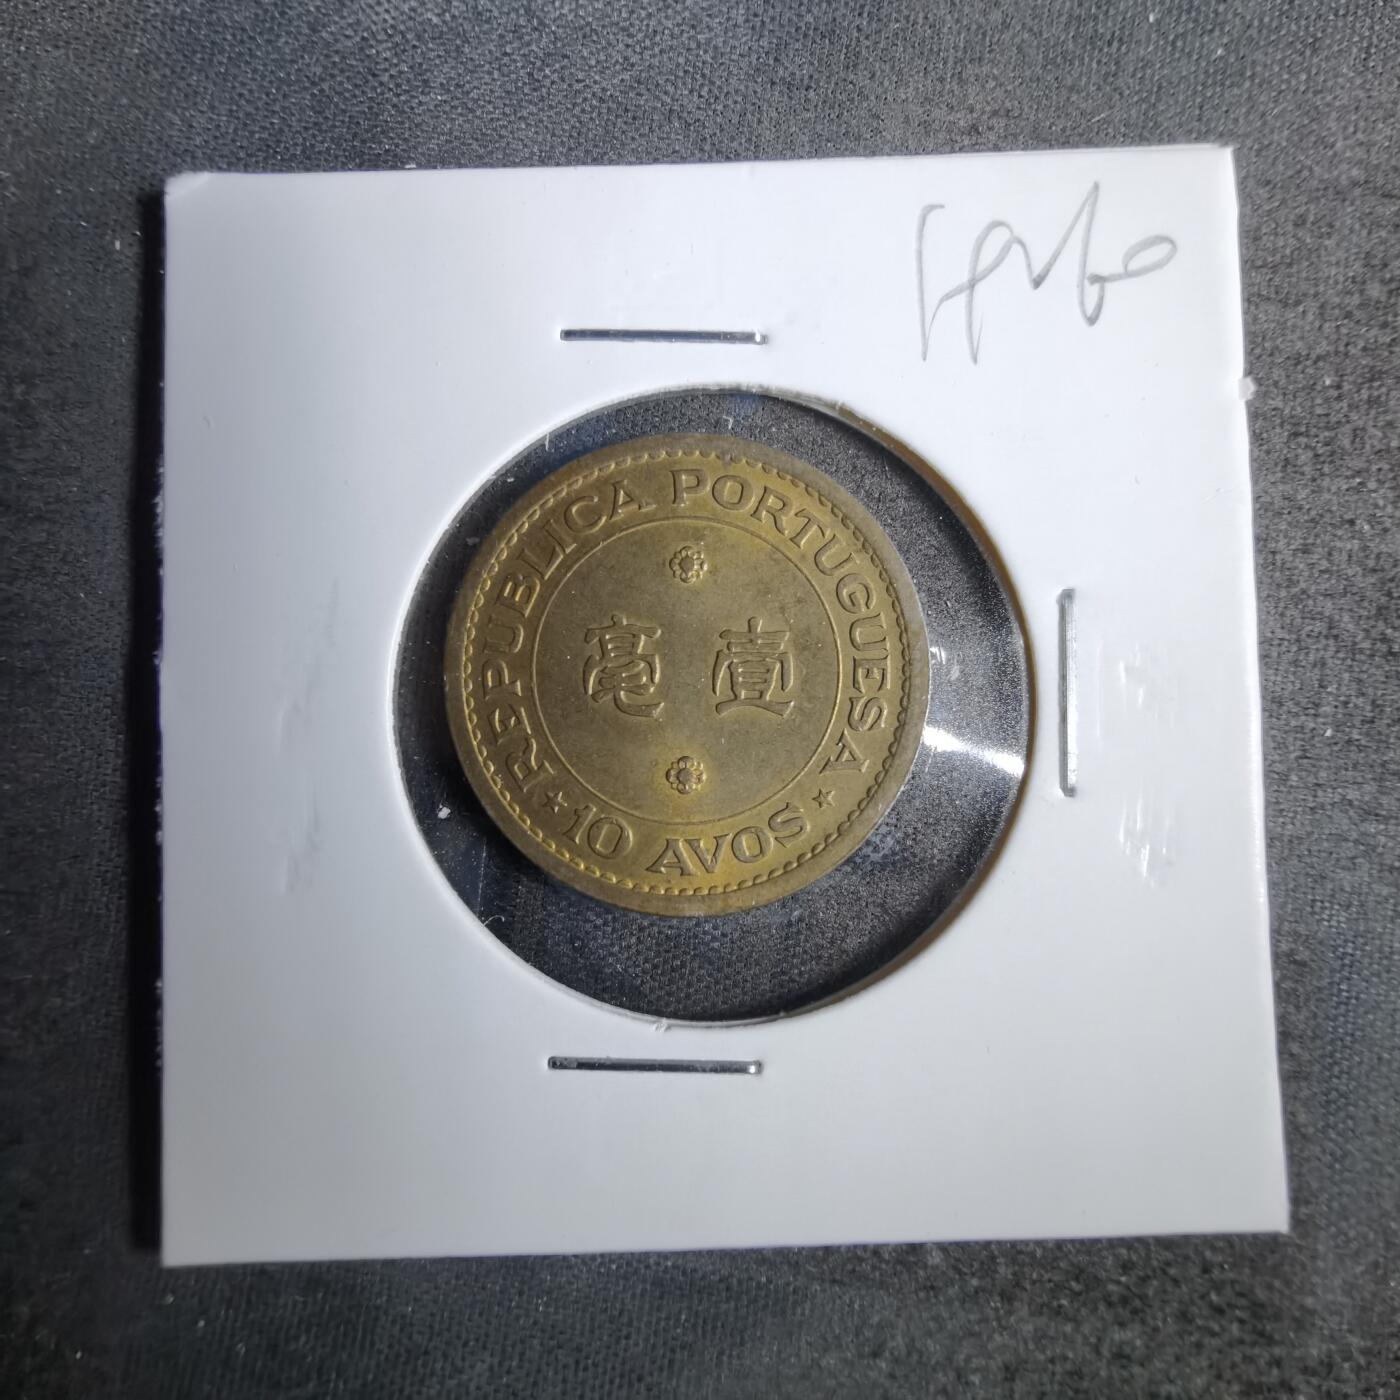 REPUBLICA PORTUGUESA
毫 壹
10 AVOS